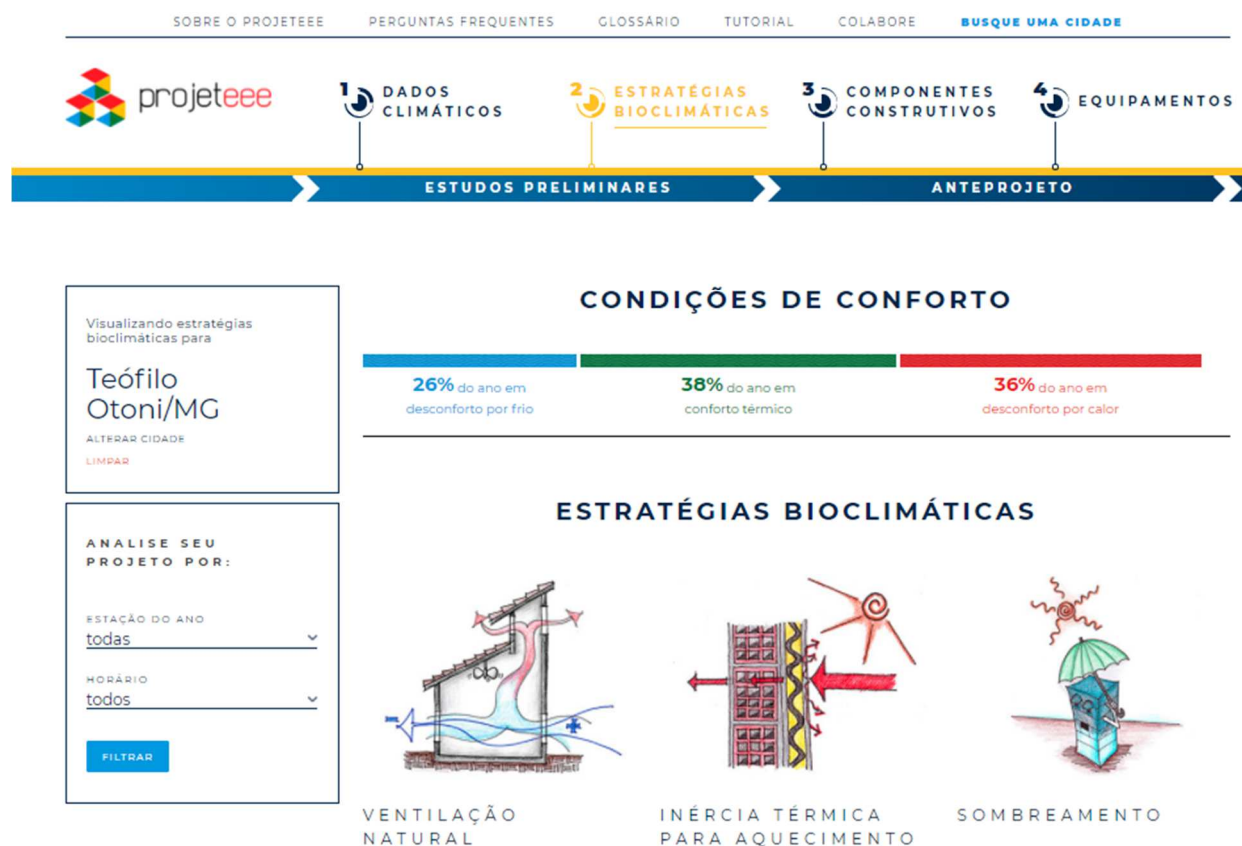 SOBRE O PROJETEEE PERGUNTAS FREQUENTES GLOSSÁRIO TUTORIAL COLABORE BUSQUE UMA CIDADE
projeteee
1 DADOS
CLIMÁTICOS
2 ESTRATÉGIAS
BIOCLIMÁTICAS
3 COMPONENTES
CONSTRUTIVOS
4 EQUIPAMENTOS
ESTUDOS PRELIMINARES ANTEPROJETO
Visualizando estratégias
bioclimáticas para
Teófilo
Otoni/MG
ALTERAR CIDADE
LIMPAR
ANALISE SEU
PROJETO POR:
ESTAÇÃO DO ANO
todas
HORÁRIO
todos
FILTRAR
CONDIÇÕES DE CONFORTO
26% do ano em
desconforto por frio
38% do ano em
conforto térmico
36% do ano em
desconforto por calor
ESTRATÉGIAS BIOCLIMÁTICAS
VENTILAÇÃO
NATURAL
INÉRCIA TÉRMICA
PARA AQUECIMENTO
SOMBREAMENTO